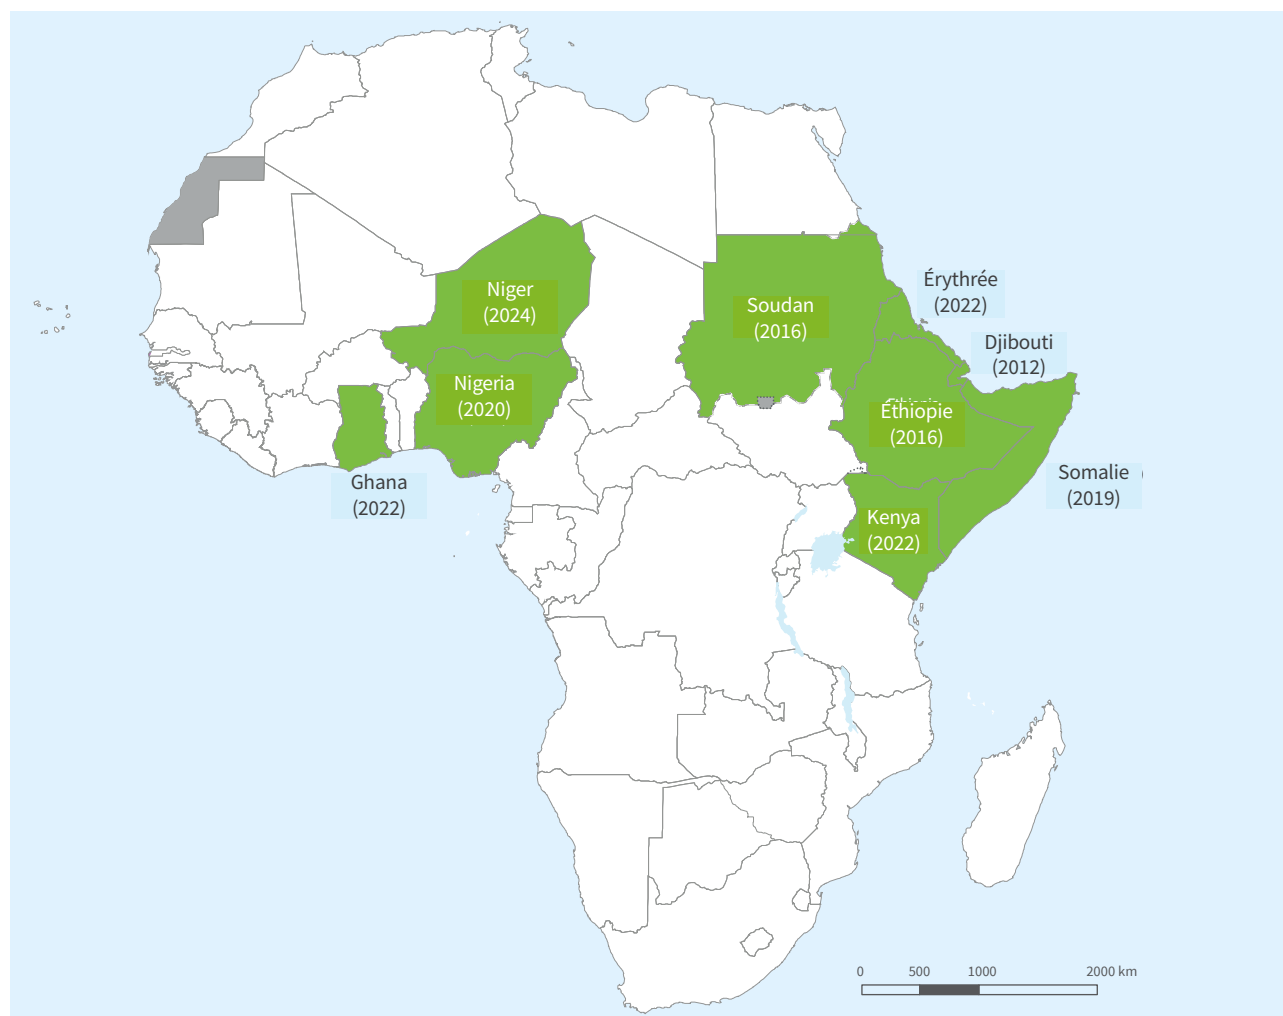 Niger
(2024)
Nigeria
(2020)
Ghana
(2022)
Soudan
(2016)
Érythrée
(2022)
Djibouti
(2012)
Éthiopie
(2016)
Somalie
(2019)
Kenya
(2022)
0 500 1000 2000 km